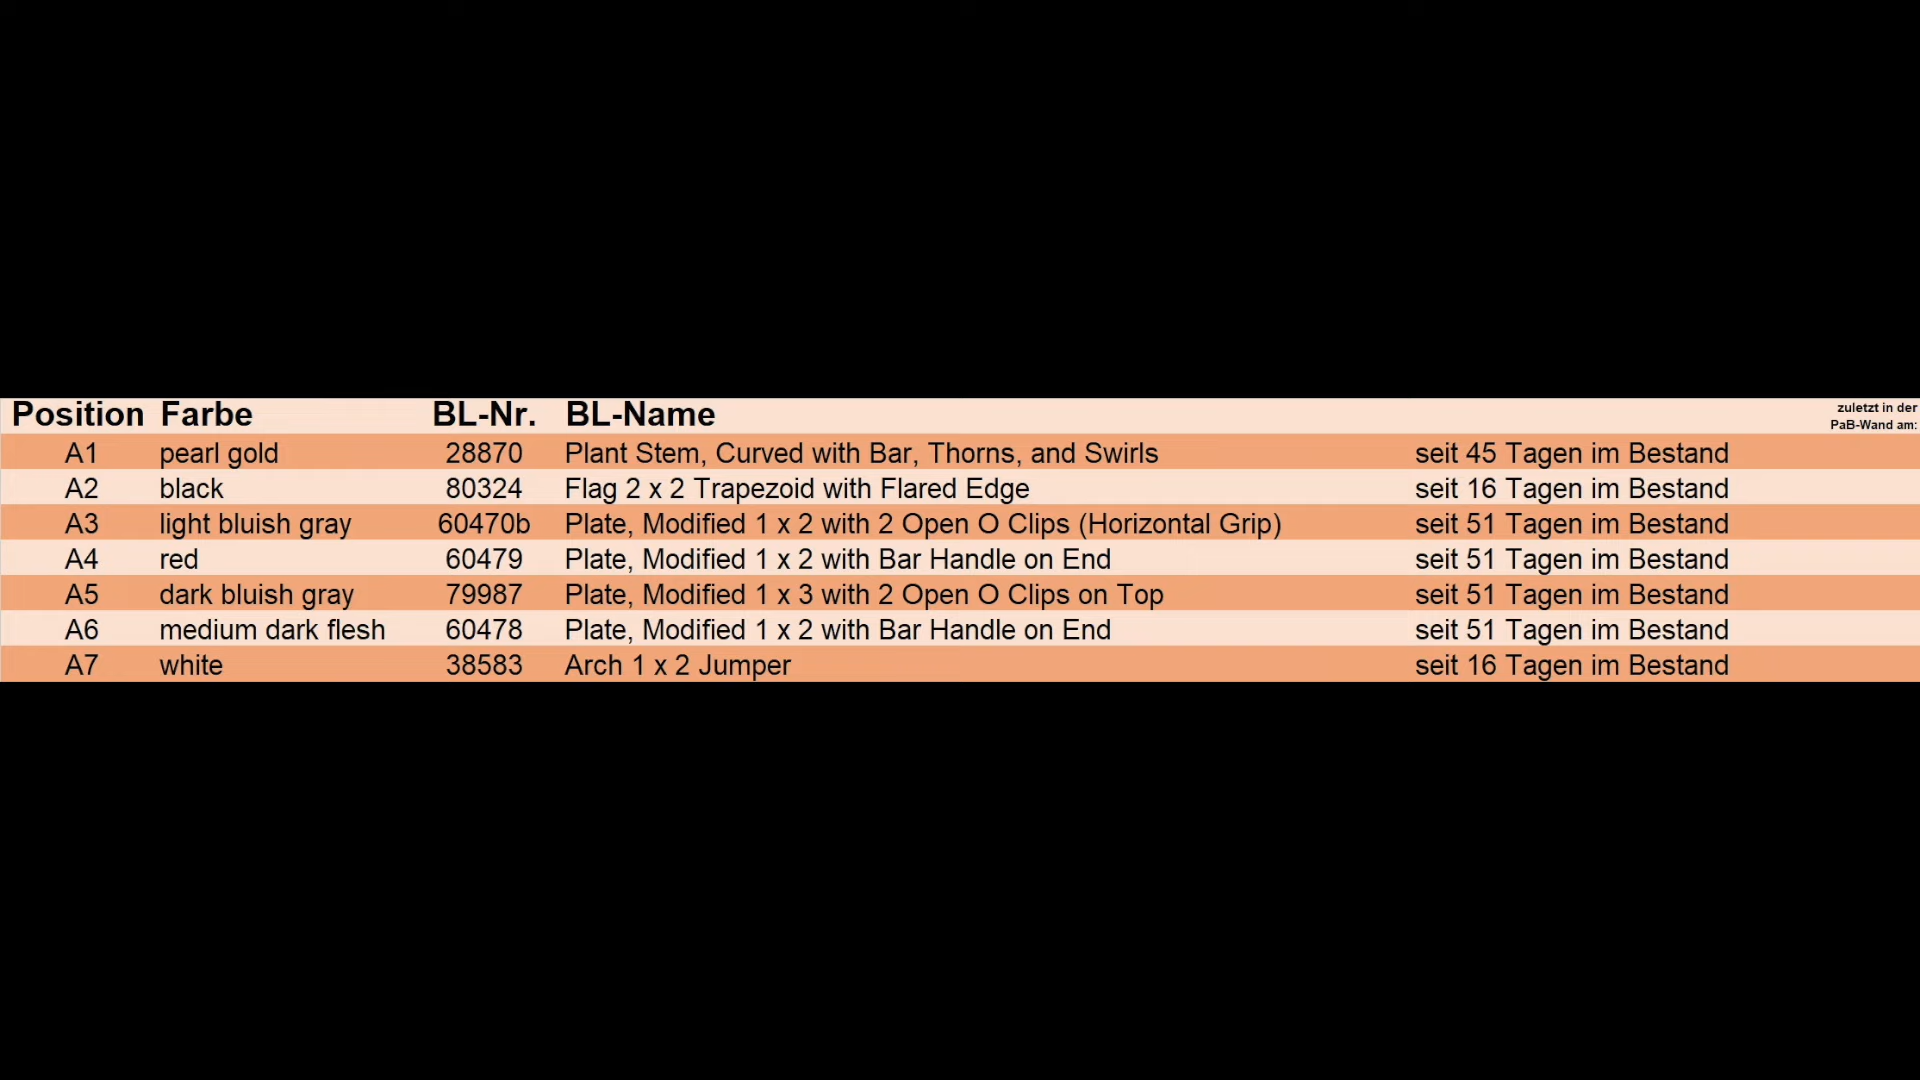 Position Farbe BL-Nr. BL-Name zuletzt in der PaB-Wand am:
A1 pearl gold 28870 Plant Stem, Curved with Bar, Thorns, and Swirls seit 45 Tagen im Bestand
A2 black 80324 Flag 2 x 2 Trapezoid with Flared Edge seit 16 Tagen im Bestand
A3 light bluish gray 60470b Plate, Modified 1 x 2 with 2 Open O Clips (Horizontal Grip) seit 51 Tagen im Bestand
A4 red 60479 Plate, Modified 1 x 2 with Bar Handle on End seit 51 Tagen im Bestand
A5 dark bluish gray 79987 Plate, Modified 1 x 3 with 2 Open O Clips on Top seit 51 Tagen im Bestand
A6 medium dark flesh 60478 Plate, Modified 1 x 2 with Bar Handle on End seit 51 Tagen im Bestand
A7 white 38583 Arch 1 x 2 Jumper seit 16 Tagen im Bestand